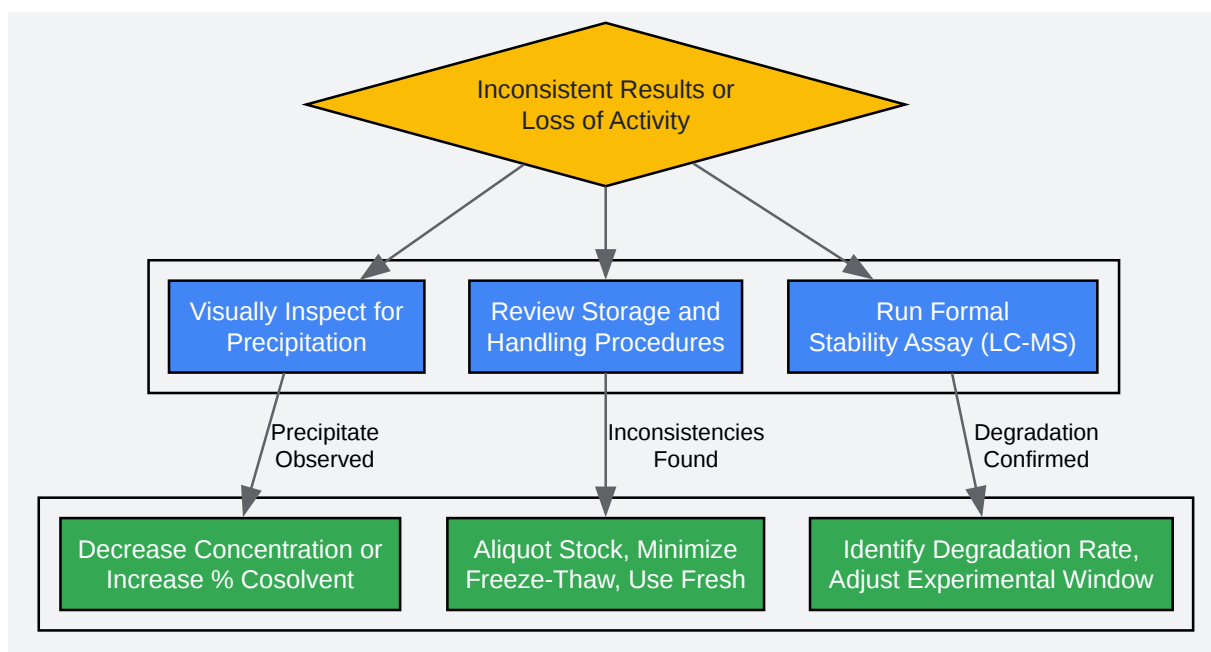 Inconsistent Results or
Loss of Activity
Visually Inspect for
Precipitation
Review Storage and
Handling Procedures
Run Formal
Stability Assay (LC-MS)
Precipitate
Observed
Inconsistencies
Found
Degradation
Confirmed
Decrease Concentration or
Increase % Cosolvent
Aliquot Stock, Minimize
Freeze-Thaw, Use Fresh
Identify Degradation Rate,
Adjust Experimental Window